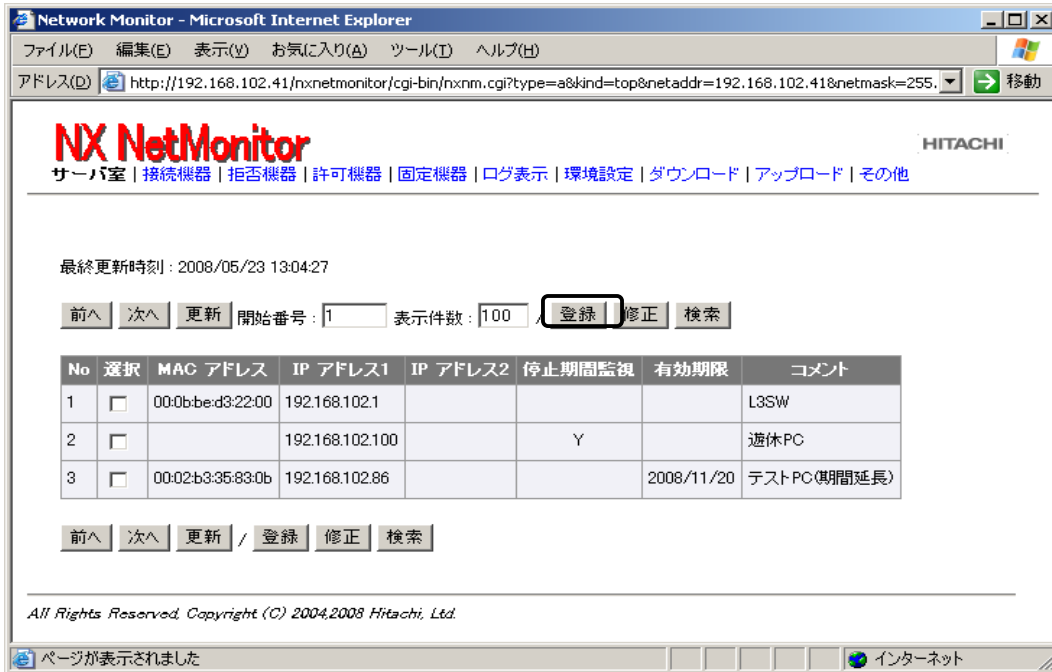 Network Monitor - Microsoft Internet Explorer
ファイル(F) 編集(E) 表示(V) お気に入り(A) ツール(T) ヘルプ(H)
アドレス(D) http://192.168.102.41/nxnetmonitor/cgi-bin/nxnm.cgi?type=a&kind=top&netaddr=192.168.102.41&netmask=255. 移動
NX NetMonitor
HITACHI
サーバ室 | 接続機器 | 拒否機器 | 許可機器 | 固定機器 | ログ表示 | 環境設定 | ダウンロード | アップロード | その他
最終更新時刻 : 2008/05/23 13:04:27
前へ 次へ 更新 開始番号 : 1 表示件数 : 100 / 登録 修正 検索
No 選択 MAC アドレス IP アドレス1 IP アドレス2 停止期間監視 有効期限 コメント
1 00:0b:be:d3:22:00 192.168.102.1 L3SW
2 192.168.102.100 Y 遊休PC
3 00:02:b3:35:83:0b 192.168.102.86 2008/11/20 テストPC(期間延長)
前へ 次へ 更新 / 登録 修正 検索
All Rights Reserved, Copyright (C) 2004,2008 Hitachi, Ltd.
ページが表示されました インターネット